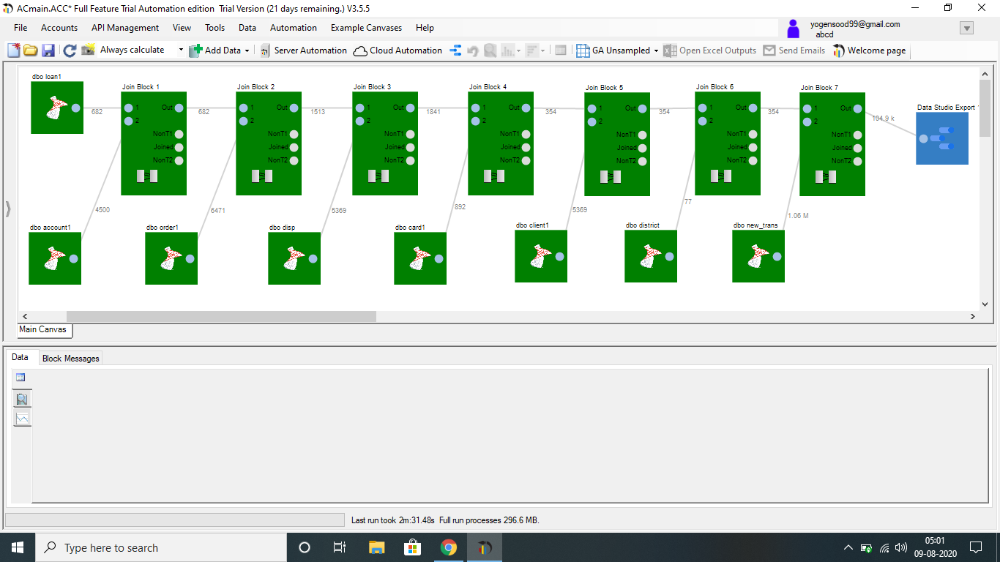 ACmain.ACC* Full Feature Trial Automation edition  Trial Version (21 days remaining.) V3.5.5
File Accounts API Management View Tools Data Automation Example Canvases Help
yogensood99@gmail.com
abcd
Always calculate Add Data Server Automation Cloud Automation GA Unsampled Open Excel Outputs Send Emails Welcome page
dbo loan1
Join Block 1 Join Block 2 Join Block 3 Join Block 4 Join Block 5 Join Block 6 Join Block 7
1 Out 1 Out 1 Out 1 Out 1 Out 1 Out 1 Out Data Studio Export
682 682 1513 1841 354 354 354 104.9 k
2 2 2 2 2 2 2
NonT1 NonT1 NonT1 NonT1 NonT1 NonT1 NonT1
Joined Joined Joined Joined Joined Joined Joined
NonT2 NonT2 NonT2 NonT2 NonT2 NonT2 NonT2
4500 6471 5369 892 5369 77 1.06 M
dbo account1 dbo order1 dbo disp dbo card1 dbo client1 dbo district dbo new_trans
Main Canvas
Data Block Messages
Last run took 2m:31.48s  Full run processes 296.6 MB.
Type here to search
05:01
09-08-2020